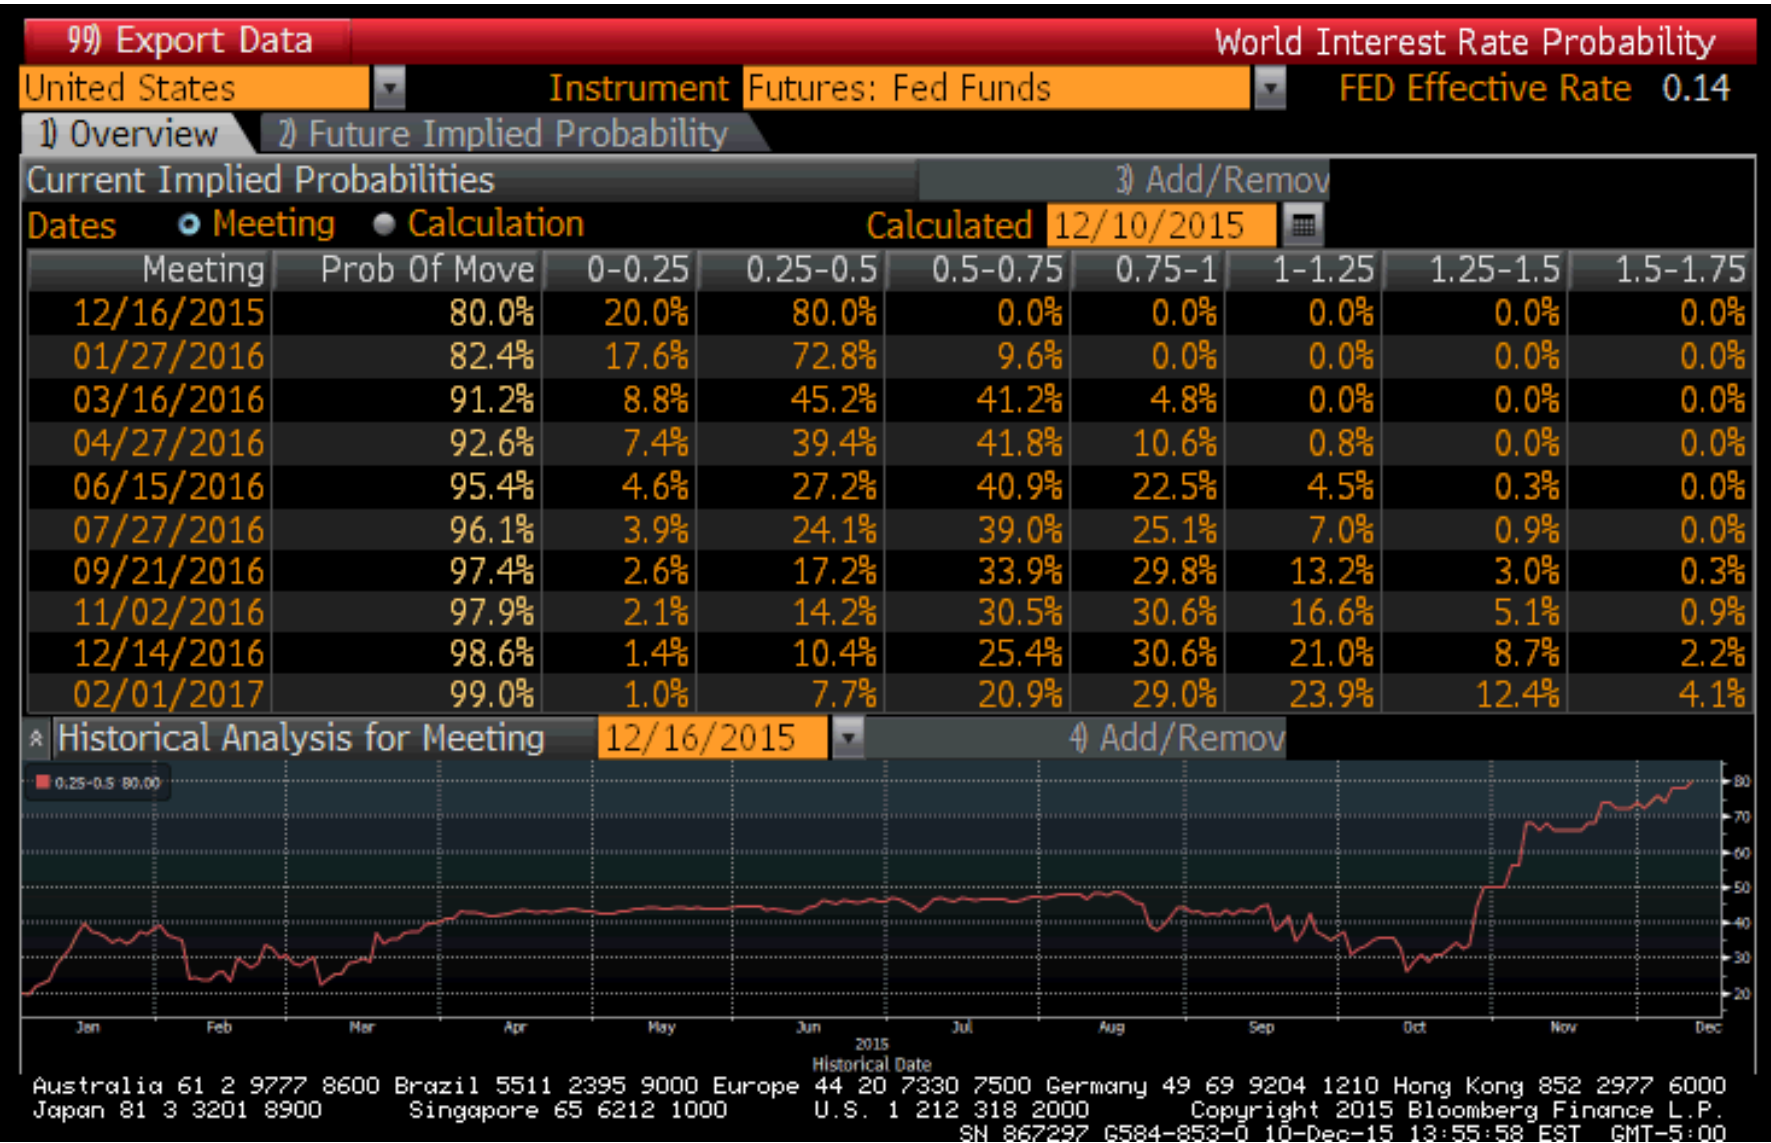 99) Export Data World Interest Rate Probability
United States Instrument Futures: Fed Funds FED Effective Rate 0.14
1) Overview 2) Future Implied Probability
Current Implied Probabilities 3) Add/Remov
Dates Meeting Calculation Calculated 12/10/2015
Meeting Prob Of Move 0-0.25 0.25-0.5 0.5-0.75 0.75-1 1-1.25 1.25-1.5 1.5-1.75
12/16/2015 80.0% 20.0% 80.0% 0.0% 0.0% 0.0% 0.0% 0.0%
01/27/2016 82.4% 17.6% 72.8% 9.6% 0.0% 0.0% 0.0% 0.0%
03/16/2016 91.2% 8.8% 45.2% 41.2% 4.8% 0.0% 0.0% 0.0%
04/27/2016 92.6% 7.4% 39.4% 41.8% 10.6% 0.8% 0.0% 0.0%
06/15/2016 95.4% 4.6% 27.2% 40.9% 22.5% 4.5% 0.3% 0.0%
07/27/2016 96.1% 3.9% 24.1% 39.0% 25.1% 7.0% 0.9% 0.0%
09/21/2016 97.4% 2.6% 17.2% 33.9% 29.8% 13.2% 3.0% 0.3%
11/02/2016 97.9% 2.1% 14.2% 30.5% 30.6% 16.6% 5.1% 0.9%
12/14/2016 98.6% 1.4% 10.4% 25.4% 30.6% 21.0% 8.7% 2.2%
02/01/2017 99.0% 1.0% 7.7% 20.9% 29.0% 23.9% 12.4% 4.1%
Historical Analysis for Meeting 12/16/2015 4) Add/Remov
0.25-0.5 80.00
80
70
60
50
40
30
20
Jan Feb Mar Apr May Jun Jul Aug Sep Oct Nov Dec
2015
Historical Date
Australia 61 2 9777 8600 Brazil 5511 2395 9000 Europe 44 20 7330 7500 Germany 49 69 9204 1210 Hong Kong 852 2977 6000
Japan 81 3 3201 8900 Singapore 65 6212 1000 U.S. 1 212 318 2000 Copyright 2015 Bloomberg Finance L.P.
SN 867297 G584-853-0 10-Dec-15 13:55:58 EST GMT-5:00